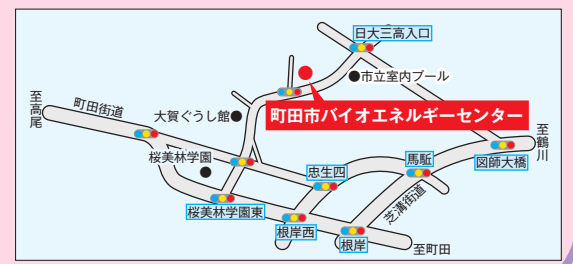 日大三高入口
市立室内プール
至高尾
町田街道
大賀ぐうし館
町田市バイオエネルギーセンター
至鶴川
桜美林学園
忠生四
馬駈
図師大橋
桜美林学園東
芝溝街道
根岸西
根岸
至町田